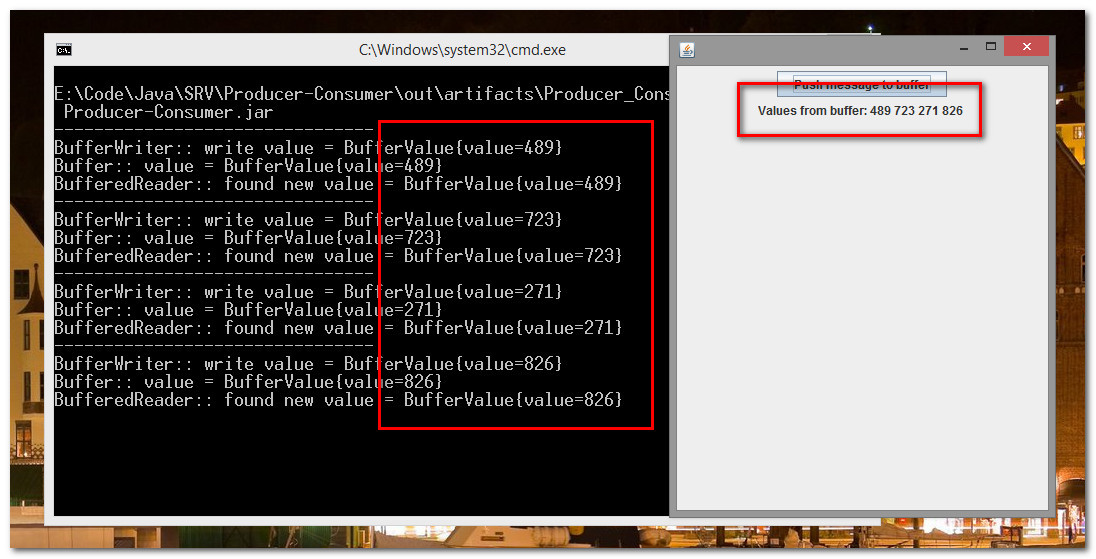 C:\Windows\system32\cmd.exe
E:\Code\Java\SRV\Producer-Consumer\out\artifacts\Producer_Cons
Producer-Consumer.jar
--------------------------------
BufferWriter:: write value = BufferValue{value=489}
Buffer:: value = BufferValue{value=489}
BufferedReader:: found new value = BufferValue{value=489}
--------------------------------
BufferWriter:: write value = BufferValue{value=723}
Buffer:: value = BufferValue{value=723}
BufferedReader:: found new value = BufferValue{value=723}
--------------------------------
BufferWriter:: write value = BufferValue{value=271}
Buffer:: value = BufferValue{value=271}
BufferedReader:: found new value = BufferValue{value=271}
--------------------------------
BufferWriter:: write value = BufferValue{value=826}
Buffer:: value = BufferValue{value=826}
BufferedReader:: found new value = BufferValue{value=826}
Push message to buffer
Values from buffer: 489 723 271 826